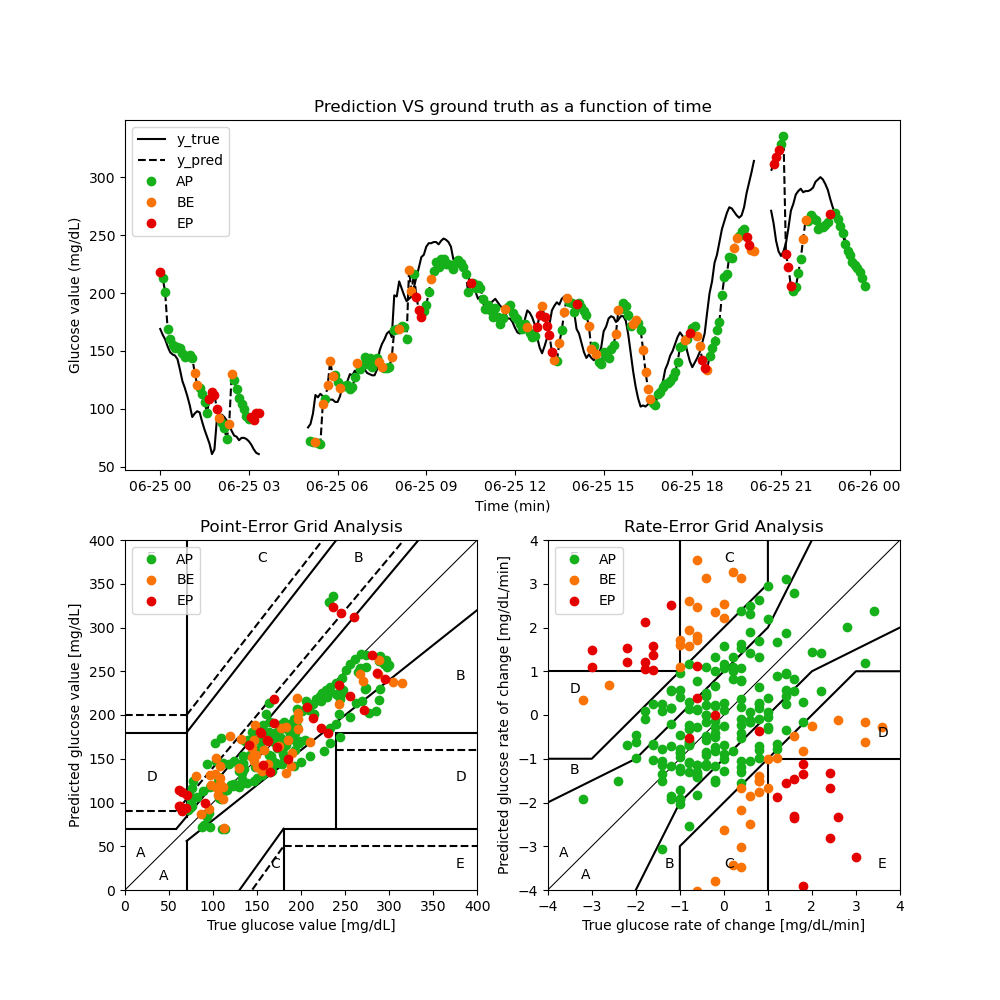 Prediction VS ground truth as a function of time
Glucose value (mg/dL)
300
250
200
150
100
50
y_true
y_pred
AP
BE
EP
06-25 00 06-25 03 06-25 06 06-25 09 06-25 12 06-25 15 06-25 18 06-25 21 06-26 00
Time (min)
Point-Error Grid Analysis
Predicted glucose value [mg/dL]
400
350
300
250
200
150
100
50
0
AP
BE
EP
C
B
B
D
D
A
A
C
E
0 50 100 150 200 250 300 350 400
True glucose value [mg/dL]
Rate-Error Grid Analysis
Predicted glucose rate of change [mg/dL/min]
4
3
2
1
0
−1
−2
−3
−4
AP
BE
EP
C
D
D
B
A
A
B
C
E
−4 −3 −2 −1 0 1 2 3 4
True glucose rate of change [mg/dL/min]